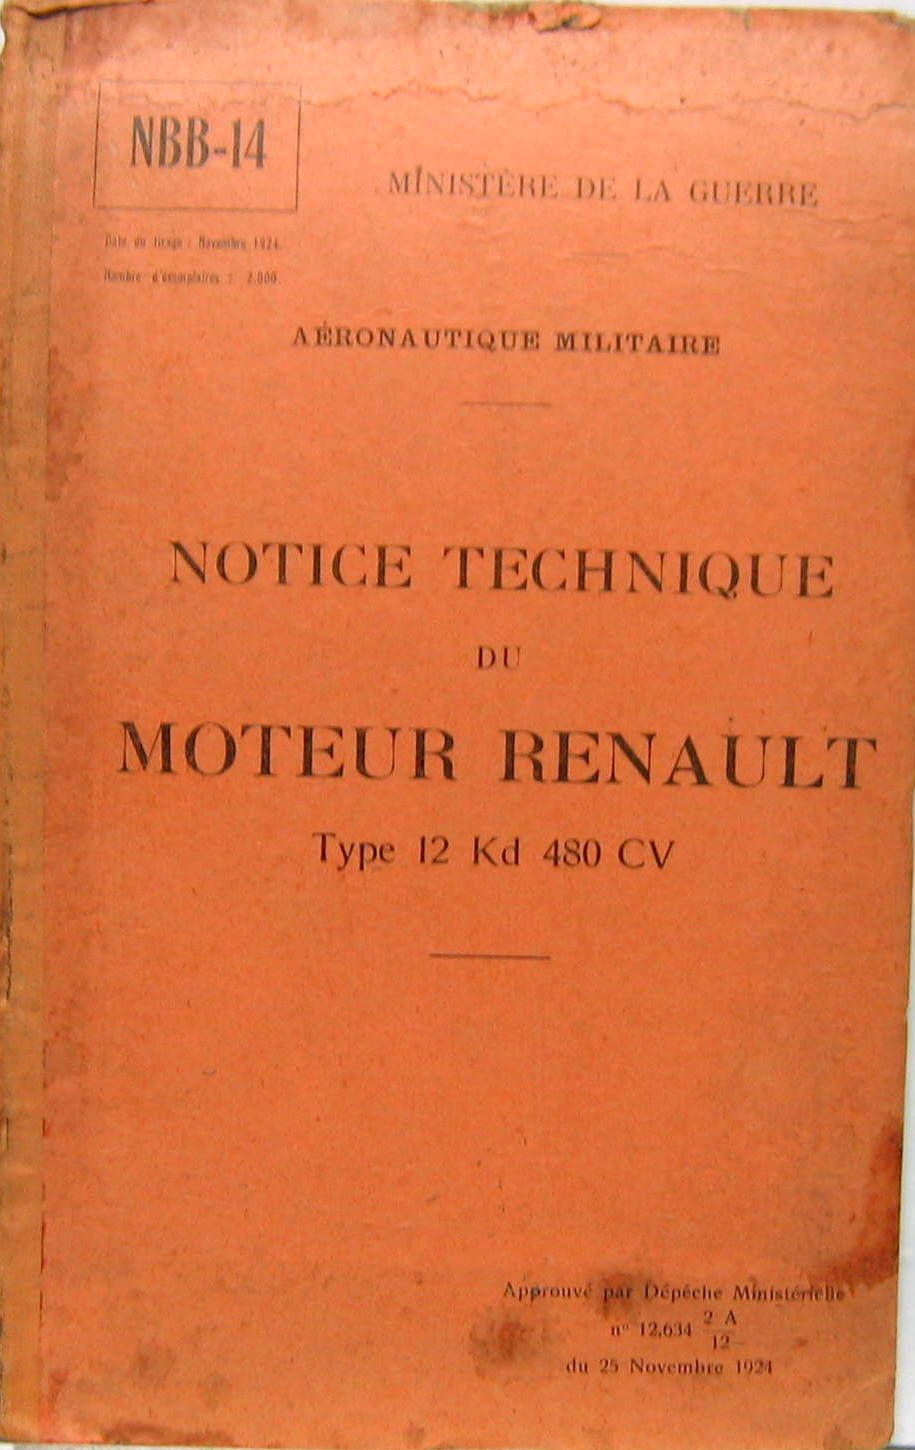 NBB-14
Date du tirage : Novembre 1924.
Nombre d'exemplaires : 2.000.
MINISTÈRE DE LA GUERRE
AÉRONAUTIQUE MILITAIRE
NOTICE TECHNIQUE
DU
MOTEUR RENAULT
Type 12 Kd 480 CV
Approuvé par Dépêche Ministérielle
n° 12.634 2 A
12
du 25 Novembre 1924